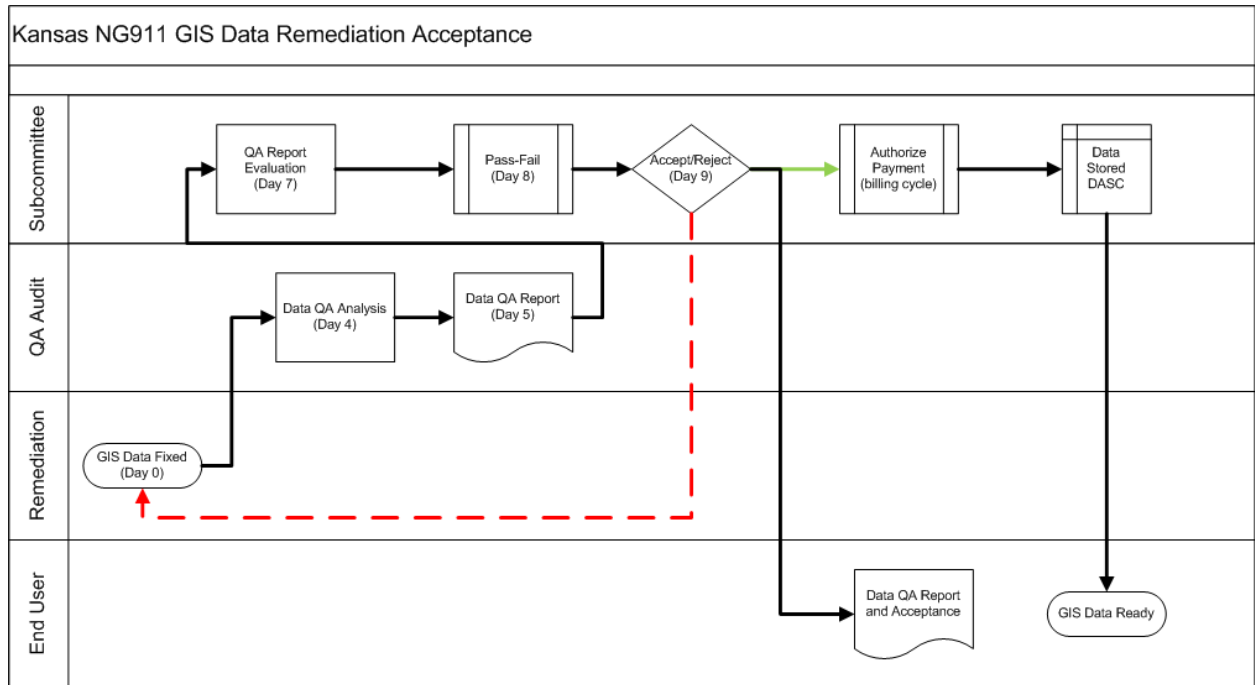 Kansas NG911 GIS Data Remediation Acceptance
Subcommittee
QA Report
Evaluation
(Day 7)
Pass-Fail
(Day 8)
Accept/Reject
(Day 9)
Authorize
Payment
(billing cycle)
Data
Stored
DASC
QA Audit
Data QA Analysis
(Day 4)
Data QA Report
(Day 5)
Remediation
GIS Data Fixed
(Day 0)
End User
Data QA Report
and Acceptance
GIS Data Ready